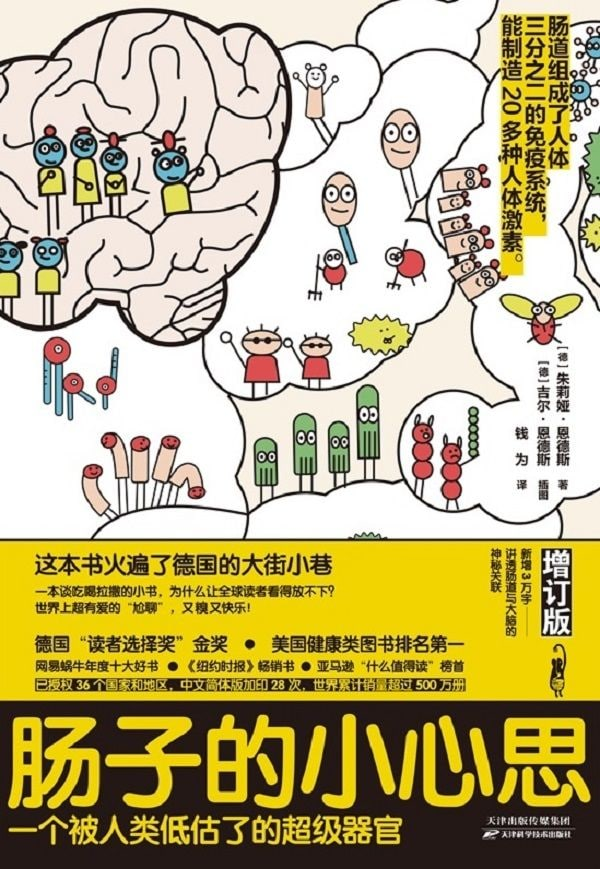 肠道组成了人体
三分之二的免疫系统，
能制造 20 多种人体激素。
[德] 朱莉娅·恩德斯 著
[德] 吉尔·恩德斯 插图
钱为 译
这本书火遍了德国的大街小巷
一本谈吃喝拉撒的小书，为什么让全球读者看得放不下？
世界上超有爱的“尬聊”，又糗又快乐！
德国“读者选择奖”金奖 • 美国健康类图书排名第一
网易蜗牛年度十大好书 • 《纽约时报》畅销书 • 亚马逊“什么值得读”榜首
已授权 36 个国家和地区，中文简体版加印 28 次，世界累计销量超过 500 万册
增订版
新增 3 万字——
讲透肠道与大脑的
神秘关联
肠子的小心思
一个被人类低估了的超级器官
天津出版传媒集团
天津科学技术出版社